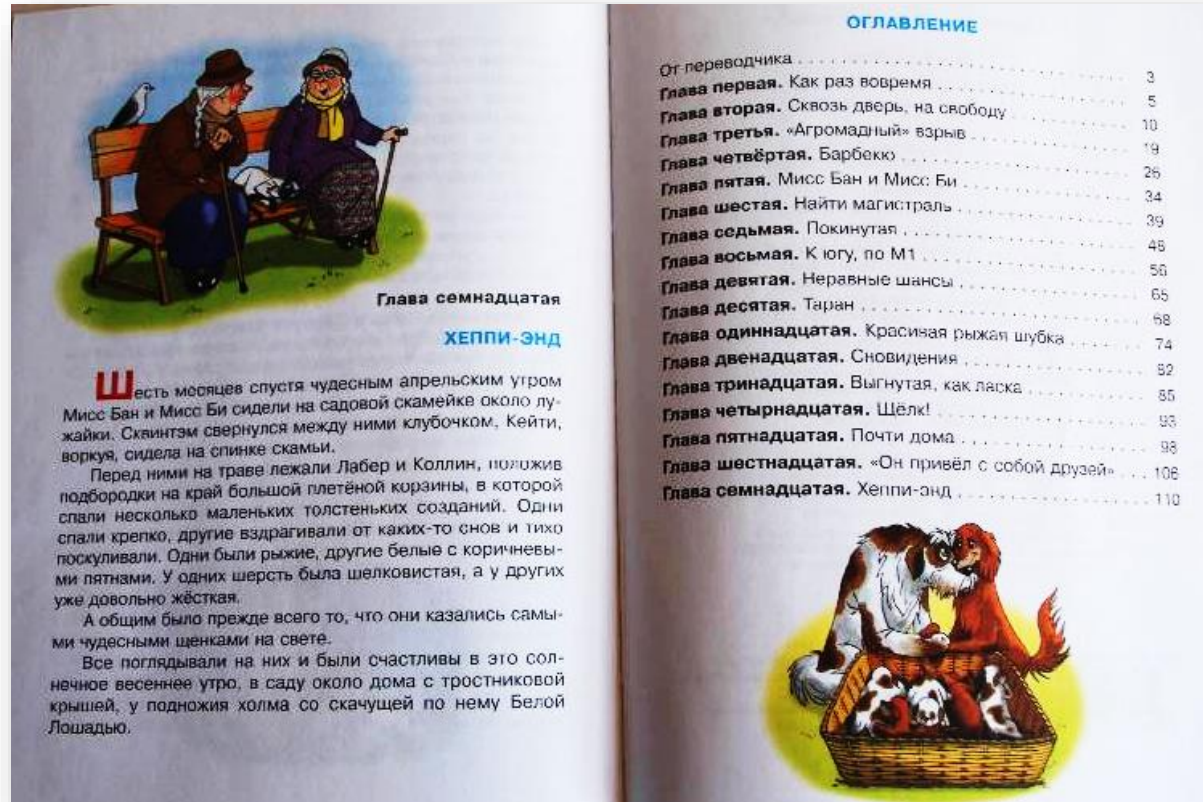 Глава семнадцатая
ХЕППИ-ЭНД
Шесть месяцев спустя чудесным апрельским утром
Мисс Бан и Мисс Би сидели на садовой скамейке около лу-
жайки. Сквинтэм свернулся между ними клубочком, Кейти,
воркуя, сидела на спинке скамьи.
Перед ними на траве лежали Лабер и Коллин, положив
подбородки на край большой плетёной корзины, в которой
спали несколько маленьких толстеньких созданий. Одни
спали крепко, другие вздрагивали от каких-то снов и тихо
поскуливали. Одни были рыжие, другие белые с коричневы-
ми пятнами. У одних шерсть была шелковистая, а у других
уже довольно жёсткая.
А общим было прежде всего то, что они казались самы-
ми чудесными щенками на свете.
Все поглядывали на них и были счастливы в это сол-
нечное весеннее утро, в саду около дома с тростниковой
крышей, у подножия холма со скачущей по нему Белой
Лошадью.
ОГЛАВЛЕНИЕ
От переводчика . . . 3
Глава первая. Как раз вовремя . . . 5
Глава вторая. Сквозь дверь, на свободу . . . 10
Глава третья. «Агромадный» взрыв . . . 19
Глава четвёртая. Барбекю . . . 26
Глава пятая. Мисс Бан и Мисс Би . . . 34
Глава шестая. Найти магистраль . . . 39
Глава седьмая. Покинутая . . . 48
Глава восьмая. К югу, по М1 . . . 56
Глава девятая. Неравные шансы . . . 65
Глава десятая. Таран . . . 68
Глава одиннадцатая. Красивая рыжая шубка . . . 74
Глава двенадцатая. Сновидения . . . 82
Глава тринадцатая. Выгнутая, как ласка . . . 85
Глава четырнадцатая. Щёлк! . . . 93
Глава пятнадцатая. Почти дома . . . 98
Глава шестнадцатая. «Он привёл с собой друзей» . . . 106
Глава семнадцатая. Хеппи-энд . . . 110